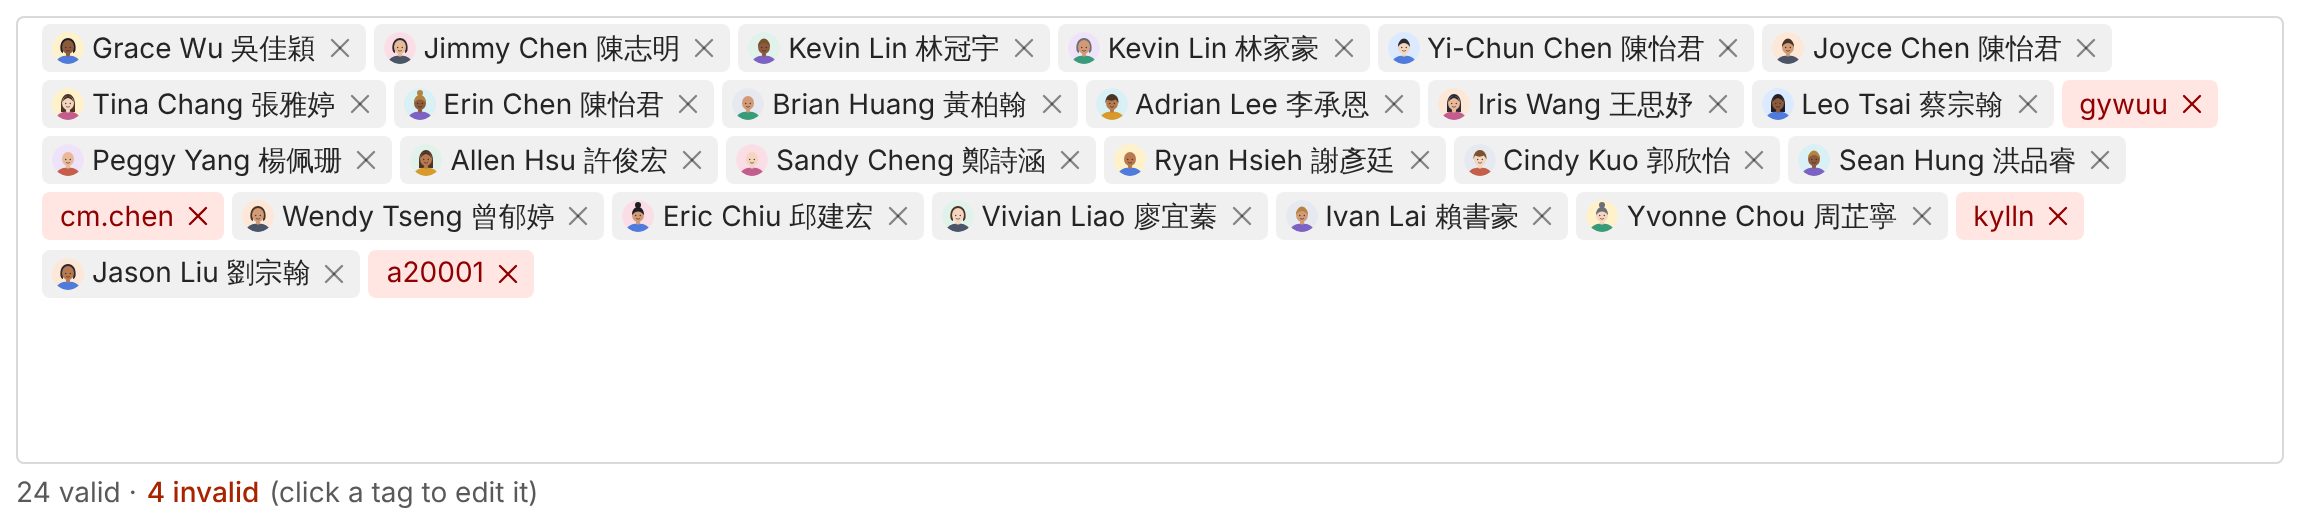 Grace Wu 吳佳穎 Jimmy Chen 陳志明 Kevin Lin 林冠宇 Kevin Lin 林家豪 Yi-Chun Chen 陳怡君 Joyce Chen 陳怡君
Tina Chang 張雅婷 Erin Chen 陳怡君 Brian Huang 黃柏翰 Adrian Lee 李承恩 Iris Wang 王思妤 Leo Tsai 蔡宗翰 gywuu
Peggy Yang 楊佩珊 Allen Hsu 許俊宏 Sandy Cheng 鄭詩涵 Ryan Hsieh 謝彥廷 Cindy Kuo 郭欣怡 Sean Hung 洪品睿
cm.chen Wendy Tseng 曾郁婷 Eric Chiu 邱建宏 Vivian Liao 廖宜蓁 Ivan Lai 賴書豪 Yvonne Chou 周芷寧 kylln
Jason Liu 劉宗翰 a20001
24 valid · 4 invalid (click a tag to edit it)